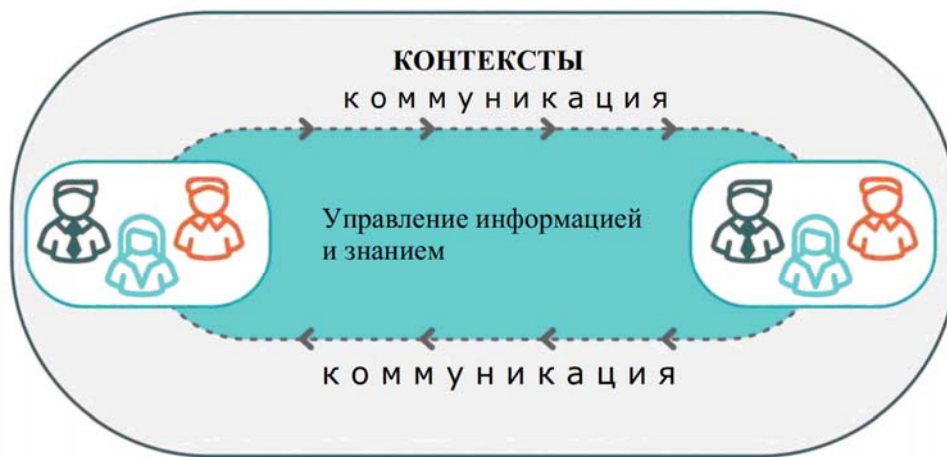 КОНТЕКСТЫ
коммуникация
Управление информацией
и знанием
коммуникация